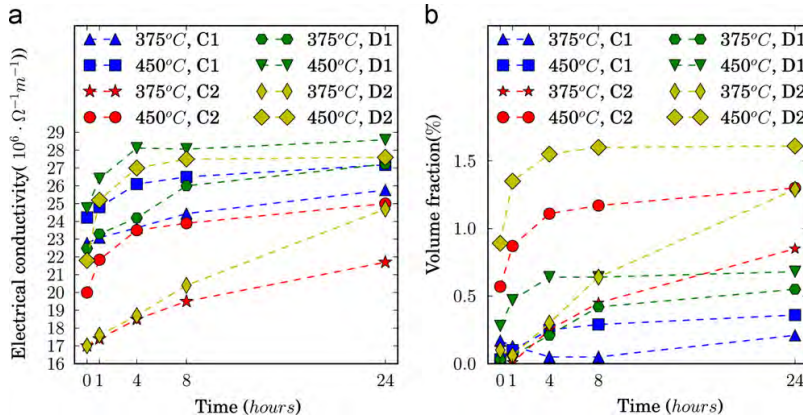 a
375°C, C1
450°C, C1
375°C, C2
450°C, C2
375°C, D1
450°C, D1
375°C, D2
450°C, D2
Electrical conductivity( 10⁶ · Ω⁻¹m⁻¹))
29
28
27
26
25
24
23
22
21
20
19
18
17
16
0 1 4 8 24
Time (hours)
b
375°C, C1
450°C, C1
375°C, C2
450°C, C2
375°C, D1
450°C, D1
375°C, D2
450°C, D2
Volume fraction(%)
1.5
1.0
0.5
0.0
0 1 4 8 24
Time (hours)